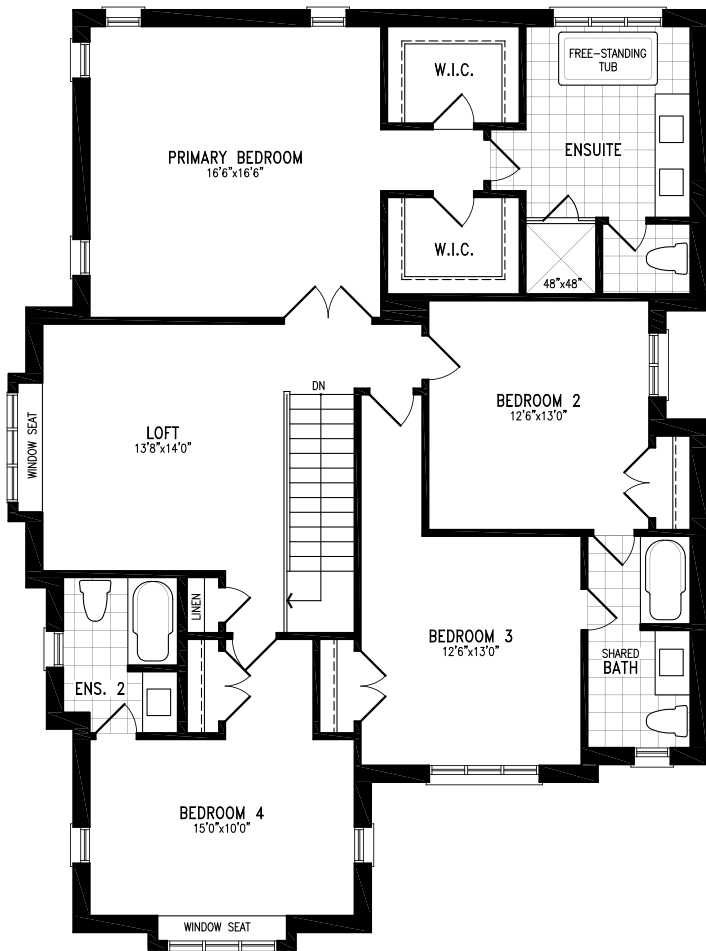 FREE-STANDING
TUB
W.I.C.
PRIMARY BEDROOM
16'6"x16'6"
ENSUITE
W.I.C.
48"x48"
DN
BEDROOM 2
12'6"x13'0"
WINDOW SEAT
LOFT
13'8"x14'0"
LINEN
BEDROOM 3
12'6"x13'0"
SHARED
BATH
ENS. 2
BEDROOM 4
15'0"x10'0"
WINDOW SEAT